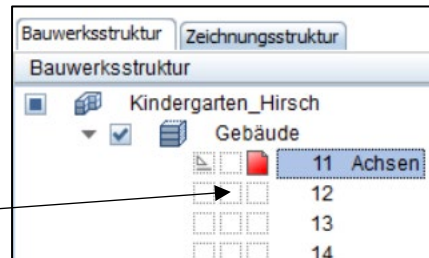 Bauwerksstruktur Zeichnungsstruktur
Bauwerksstruktur
Kindergarten_Hirsch
Gebäude
11 Achsen
12
13
14